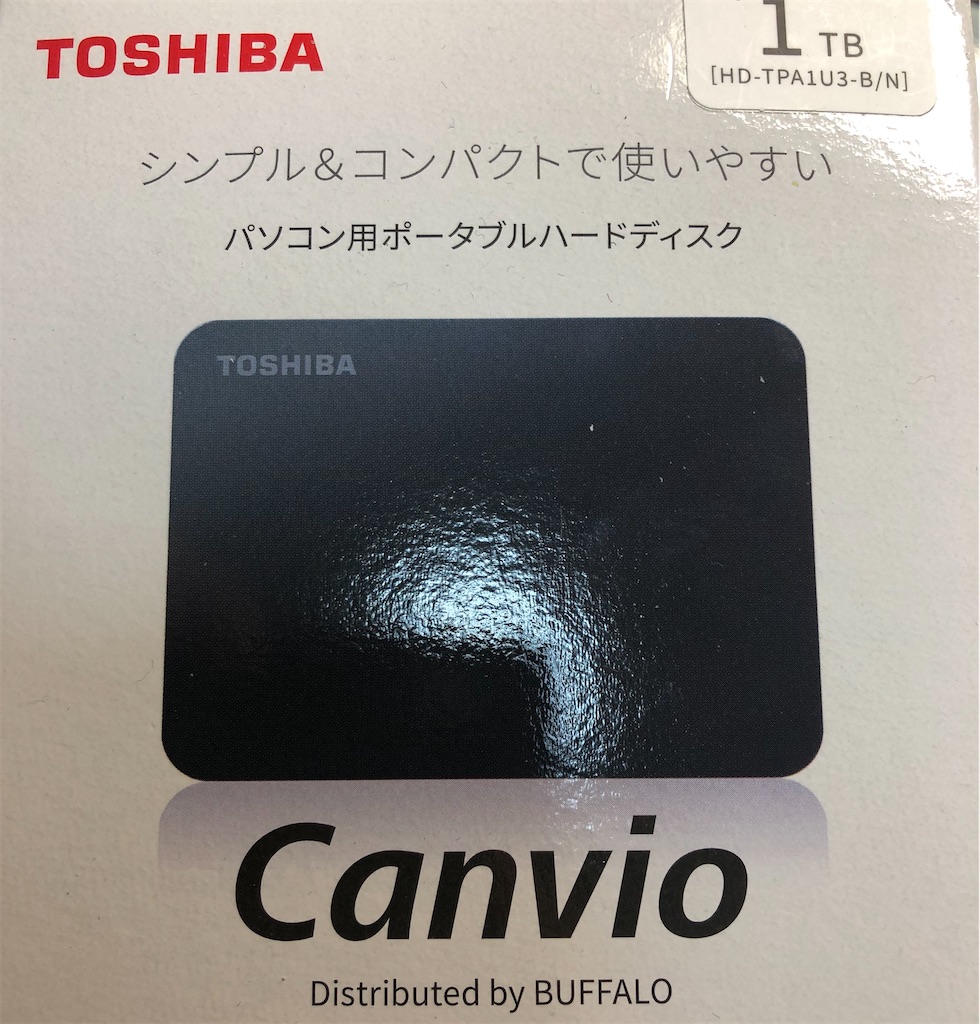 TOSHIBA
1 TB
[HD-TPA1U3-B/N]
シンプル＆コンパクトで使いやすい
パソコン用ポータブルハードディスク
TOSHIBA
Canvio
Distributed by BUFFALO